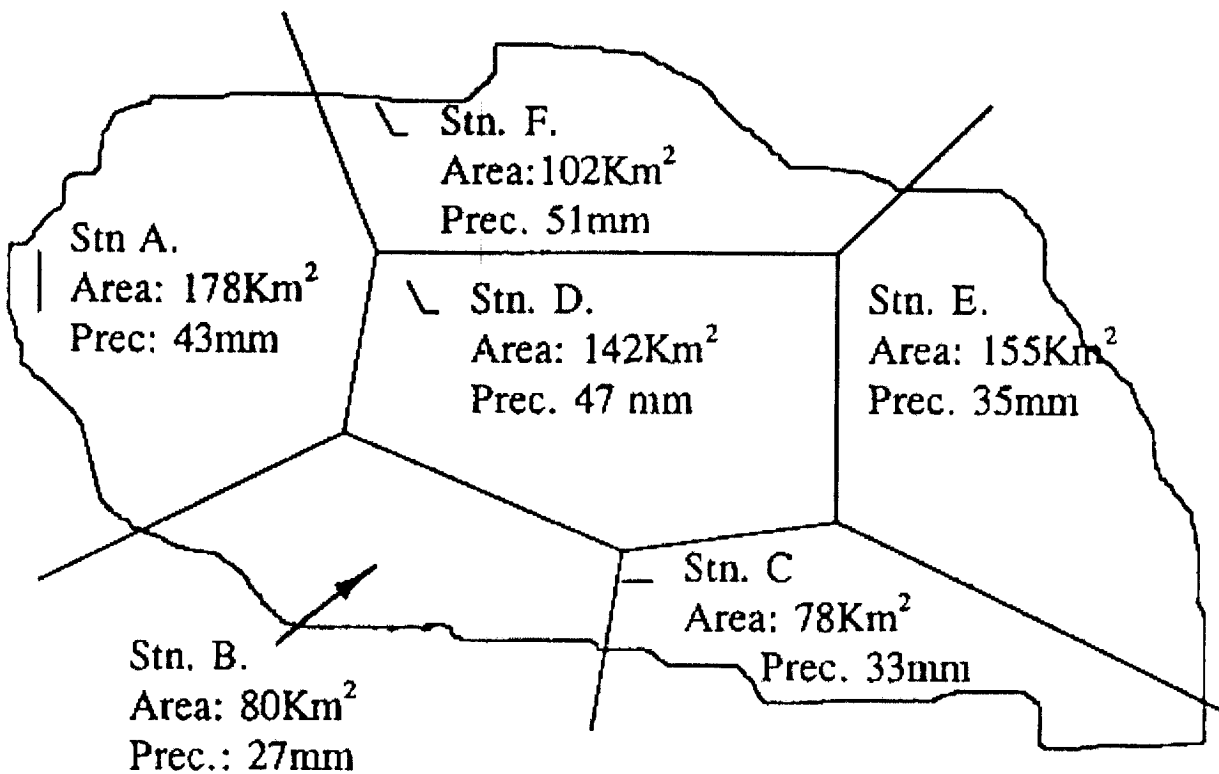 Stn. F.
Area:102Km²
Prec. 51mm
Stn A.
Area: 178Km²
Prec: 43mm
Stn. D.
Area: 142Km²
Prec. 47 mm
Stn. E.
Area: 155Km²
Prec. 35mm
Stn. C
Area: 78Km²
Prec. 33mm
Stn. B.
Area: 80Km²
Prec.: 27mm